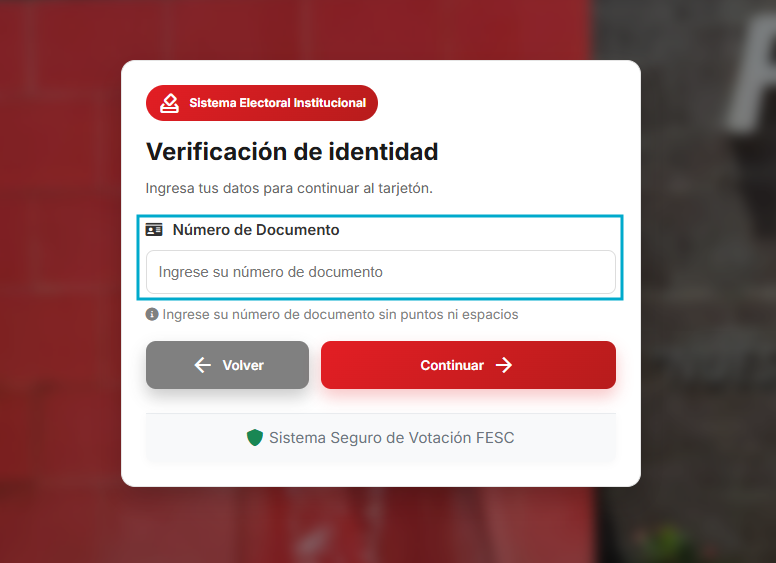 Sistema Electoral Institucional
Verificación de identidad
Ingresa tus datos para continuar al tarjetón.
Número de Documento
Ingrese su número de documento
Ingrese su número de documento sin puntos ni espacios
Volver
Continuar
Sistema Seguro de Votación FESC